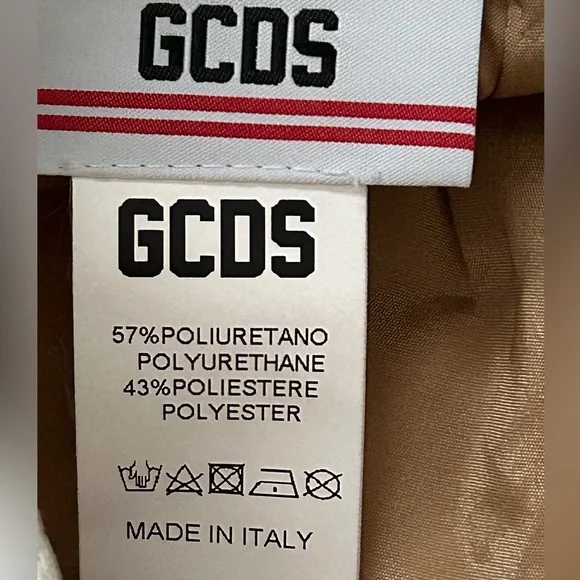 GCDS
GCDS
57%POLIURETANO
POLYURETHANE
43%POLIESTERE
POLYESTER
MADE IN ITALY